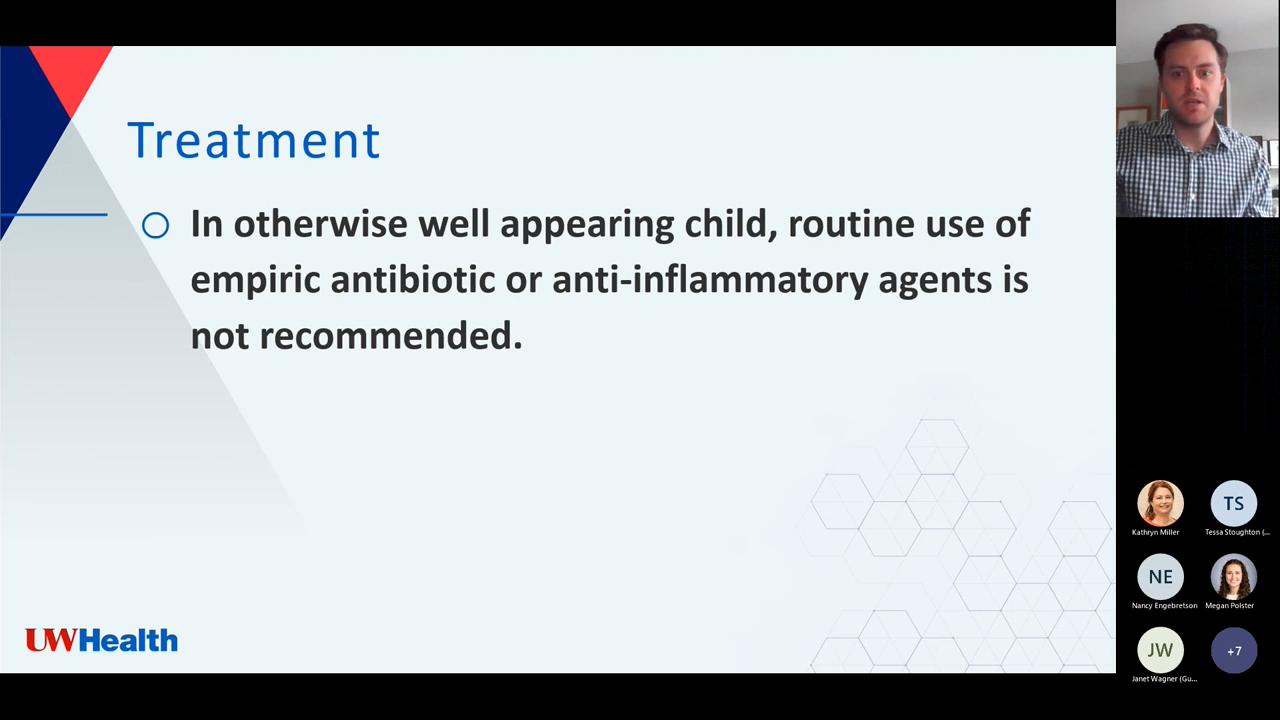 Treatment
In otherwise well appearing child, routine use of
empiric antibiotic or anti-inflammatory agents is
not recommended.
UWHealth
Kathryn Miller
TS
Tessa Stoughton (...
NE
Nancy Engebretson
Megan Polster
JW
Janet Wagner (Gu...
+7